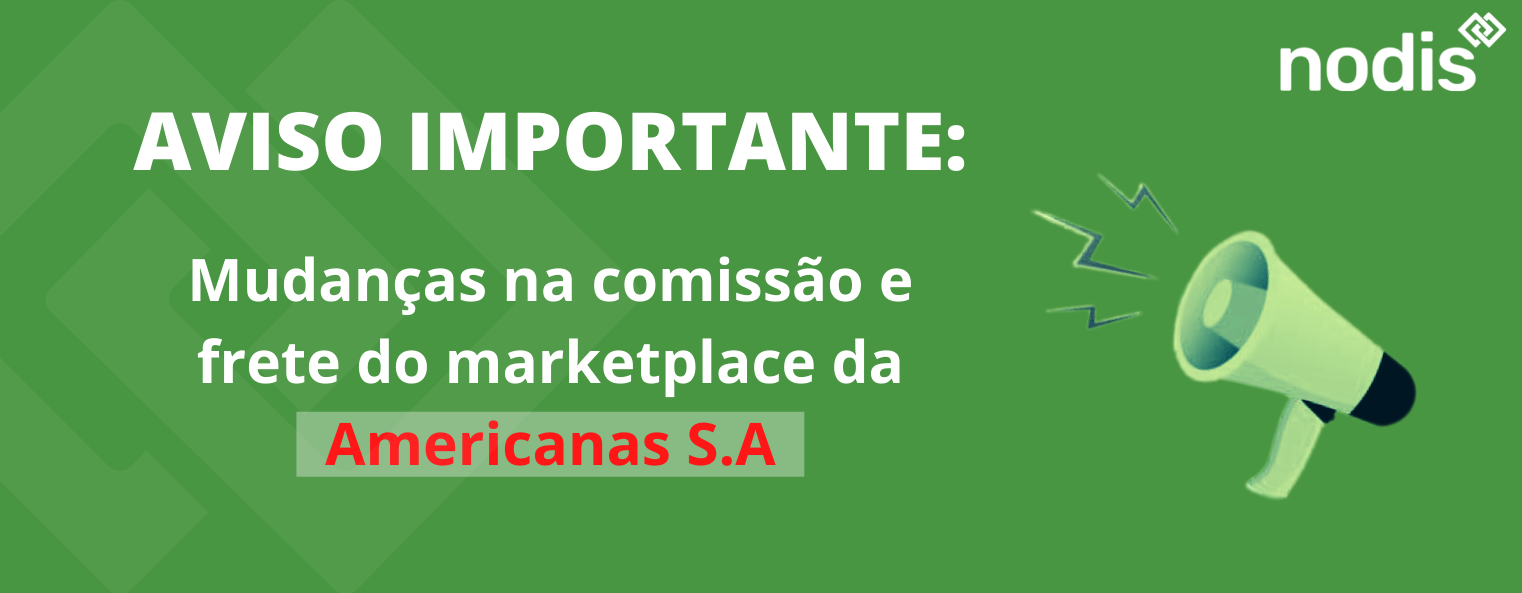 nodis
AVISO IMPORTANTE:
Mudanças na comissão e
frete do marketplace da
Americanas S.A